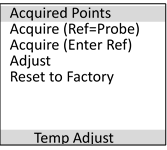 Acquired Points
Acquire (Ref=Probe)
Acquire (Enter Ref)
Adjust
Reset to Factory
Temp Adjust